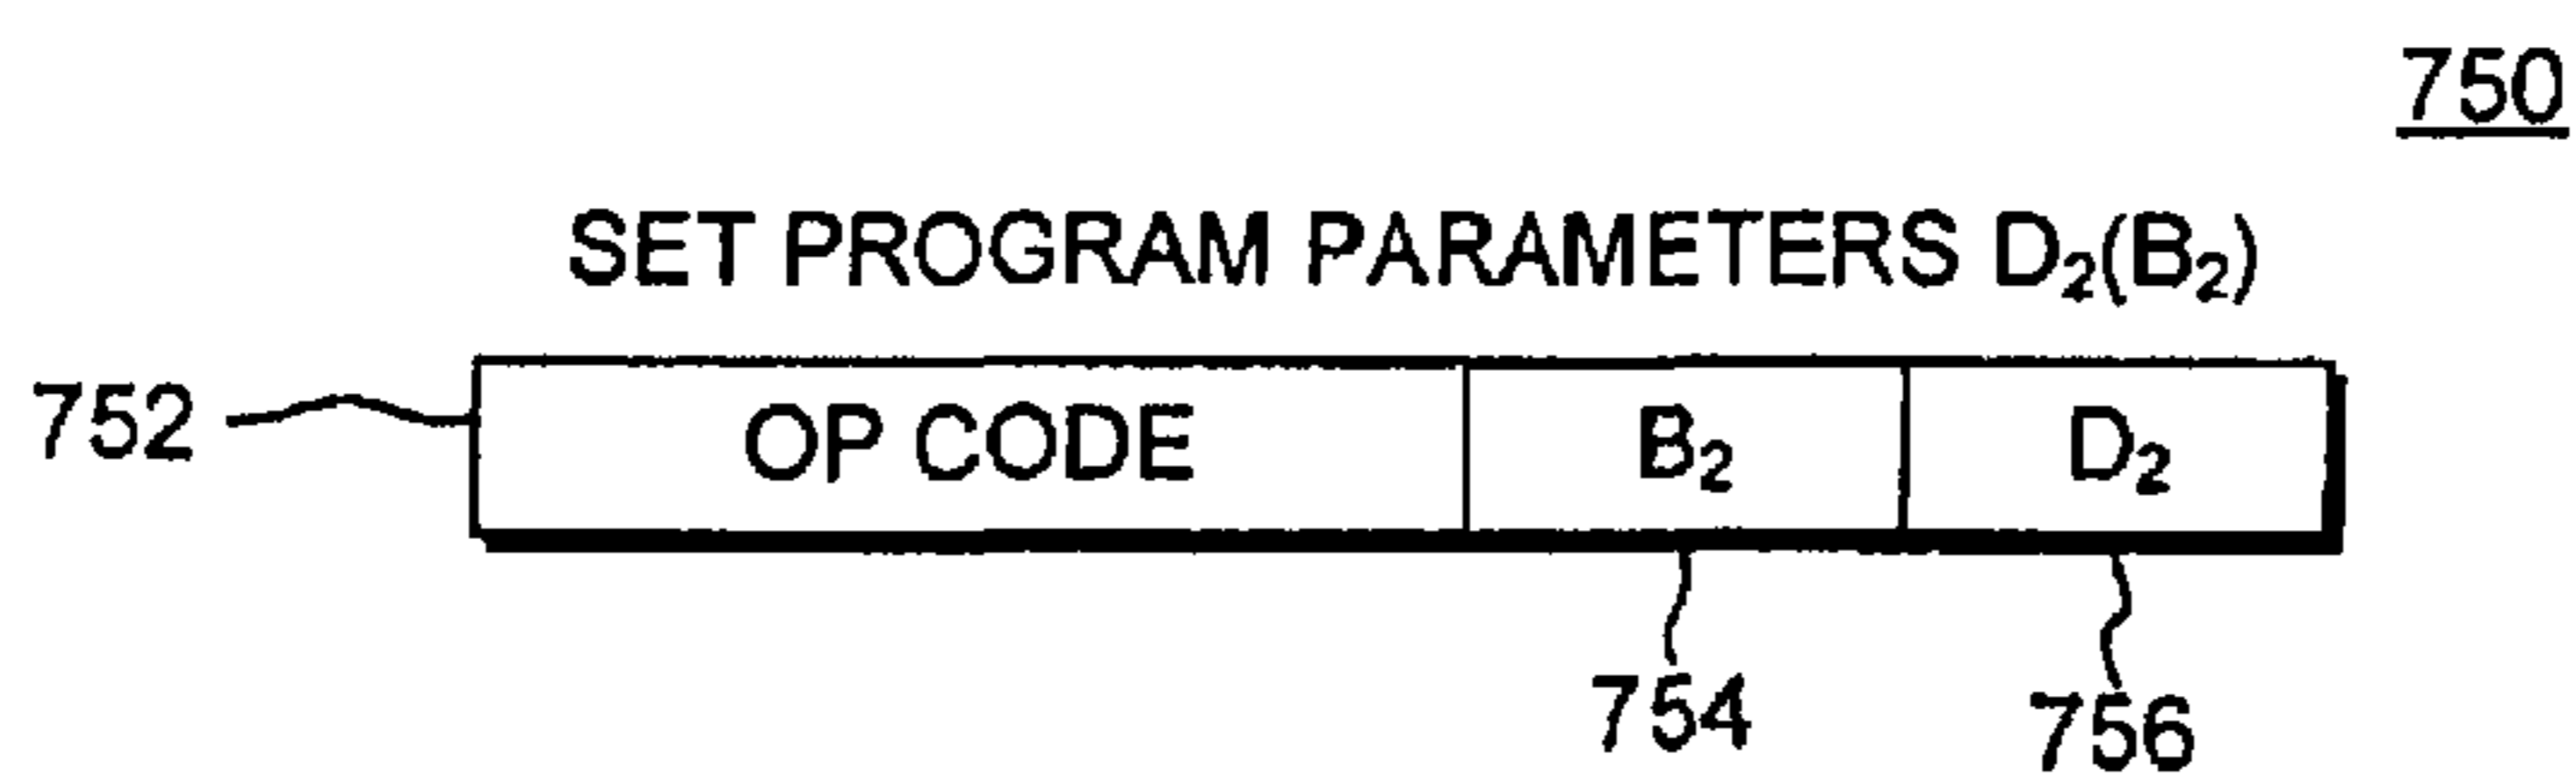 750
SET PROGRAM PARAMETERS D₂(B₂)
752 OP CODE B₂ D₂
754 756